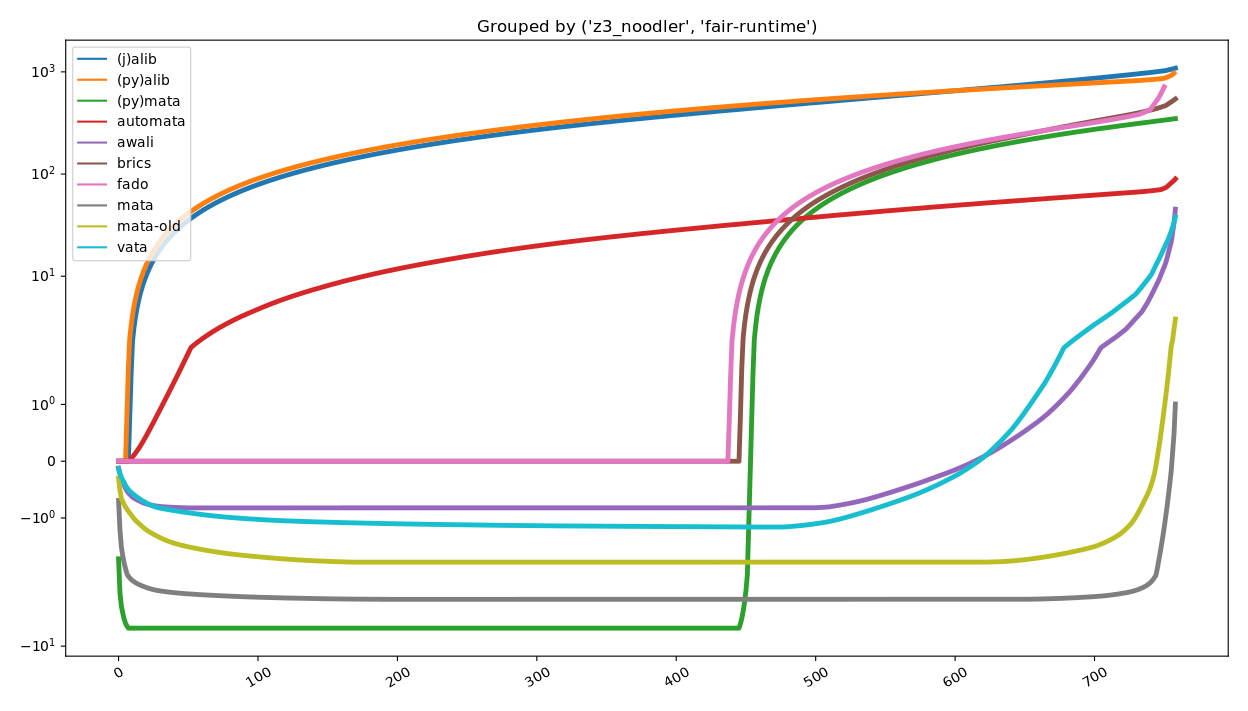 Grouped by ('z3_noodler', 'fair-runtime')
(j)alib
(py)alib
(py)mata
automata
awali
brics
fado
mata
mata-old
vata
10³
10²
10¹
10⁰
0
−10⁰
−10¹
0
100
200
300
400
500
600
700